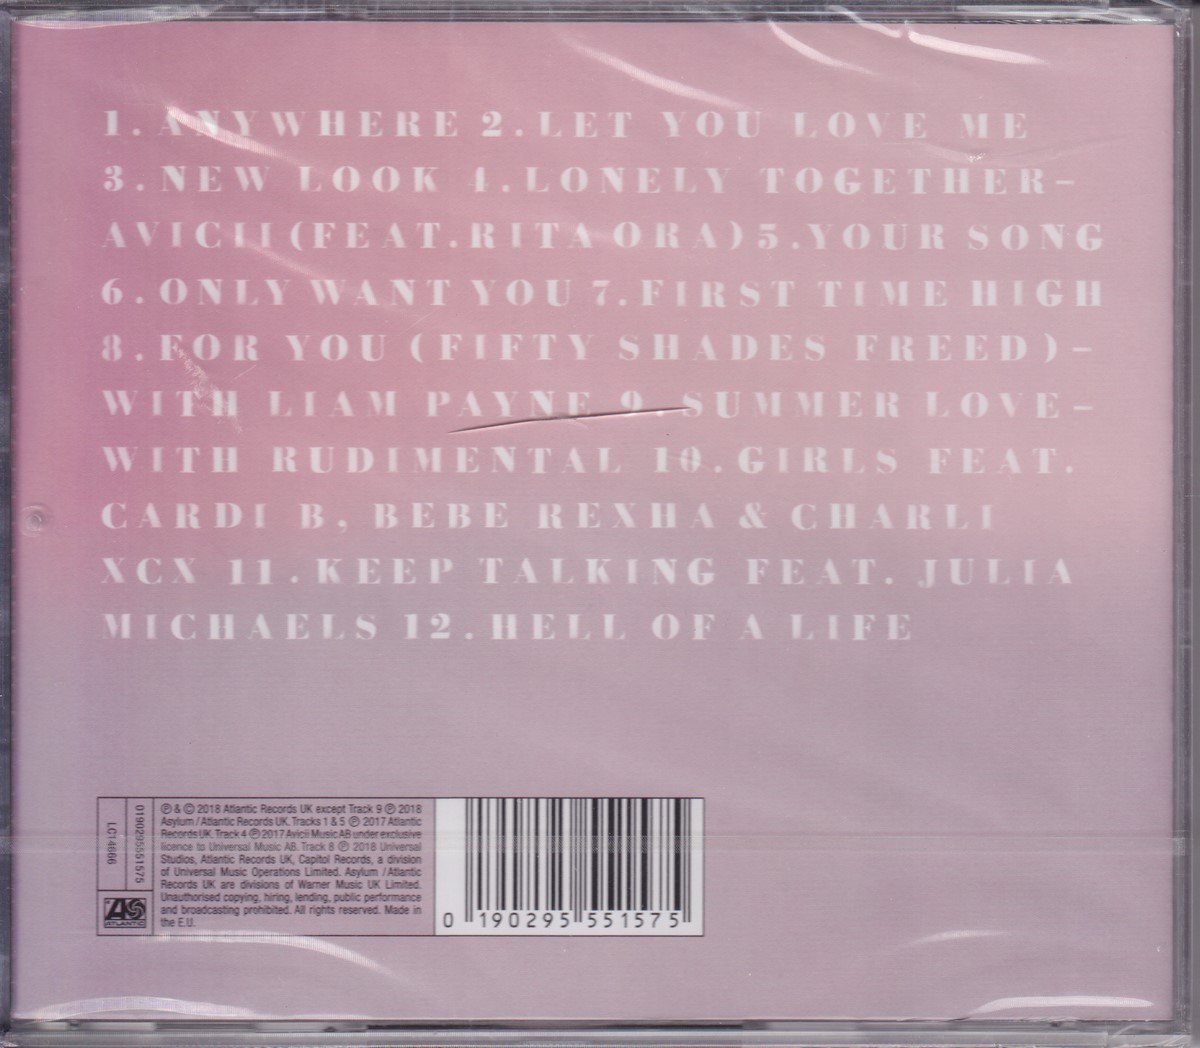 1. ANYWHERE 2. LET YOU LOVE ME
3. NEW LOOK 4. LONELY TOGETHER-
AVICII (FEAT. RITA ORA) 5. YOUR SONG
6. ONLY WANT YOU 7. FIRST TIME HIGH
8. FOR YOU (FIFTY SHADES FREED)-
WITH LIAM PAYNE 9. SUMMER LOVE-
WITH RUDIMENTAL 10. GIRLS FEAT.
CARDI B, BEBE REXHA & CHARLI
XCX 11. KEEP TALKING FEAT. JULIA
MICHAELS 12. HELL OF A LIFE
LC14666
0190295551575
ATLANTIC
℗ & © 2018 Atlantic Records UK except Track 9 ℗ 2018
Asylum / Atlantic Records UK. Tracks 1 & 5 ℗ 2017 Atlantic
Records UK. Track 4 ℗ 2017 Avicii Music AB under exclusive
licence to Universal Music AB. Track 8 ℗ 2018 Universal
Studios, Atlantic Records UK, Capitol Records, a division
of Universal Music Operations Limited. Asylum / Atlantic
Records UK are divisions of Warner Music UK Limited.
Unauthorised copying, hiring, lending, public performance
and broadcasting prohibited. All rights reserved. Made in
the E.U.
0 190295 551575